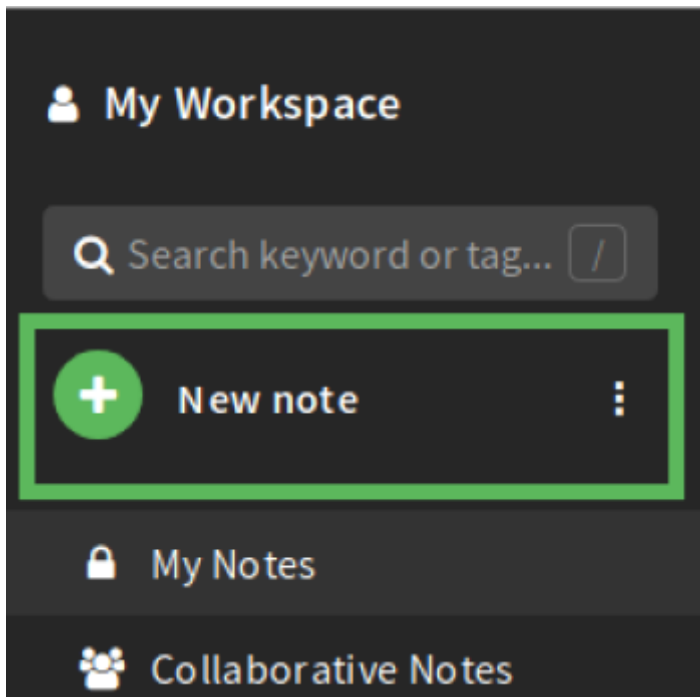 My Workspace
Search keyword or tag... /
New note
My Notes
Collaborative Notes